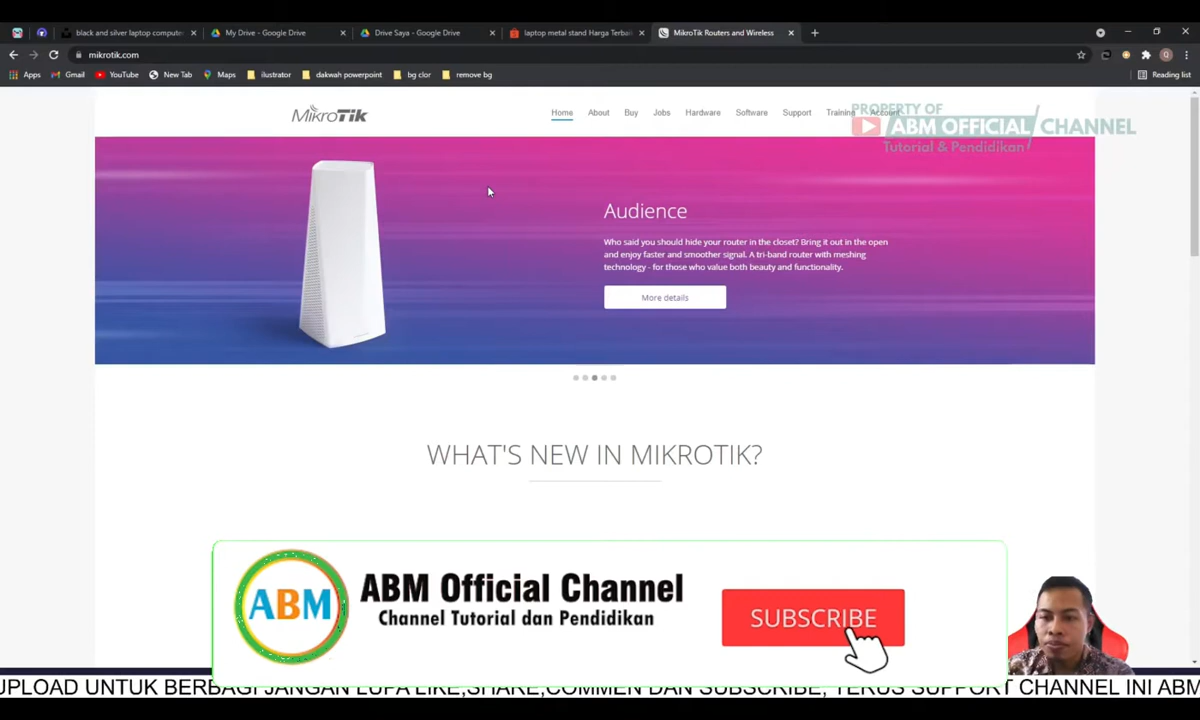 black and silver laptop compute
My Drive - Google Drive
Drive Saya - Google Drive
laptop metal stand Harga Terba
MikroTik Routers and Wireless
mikrotik.com
Apps
Gmail
YouTube
New Tab
Maps
ilustrator
dakwah powerpoint
bg clor
remove bg
Reading list
MikroTik
Home
About
Buy
Jobs
Hardware
Software
Support
Training
Account
PROPERTY OF
ABM OFFICIAL CHANNEL
Tutorial & Pendidikan
Audience
Who said you should hide your router in the closet? Bring it out in the open
and enjoy faster and smoother signal. A tri-band router with meshing
technology - for those who value both beauty and functionality.
More details
WHAT'S NEW IN MIKROTIK?
ABM
ABM Official Channel
Channel Tutorial dan Pendidikan
SUBSCRIBE
UPLOAD UNTUK BERBAGI JANGAN LUPA LIKE,SHARE,COMMEN DAN SUBSCRIBE, TERUS SUPPORT CHANNEL INI ABM